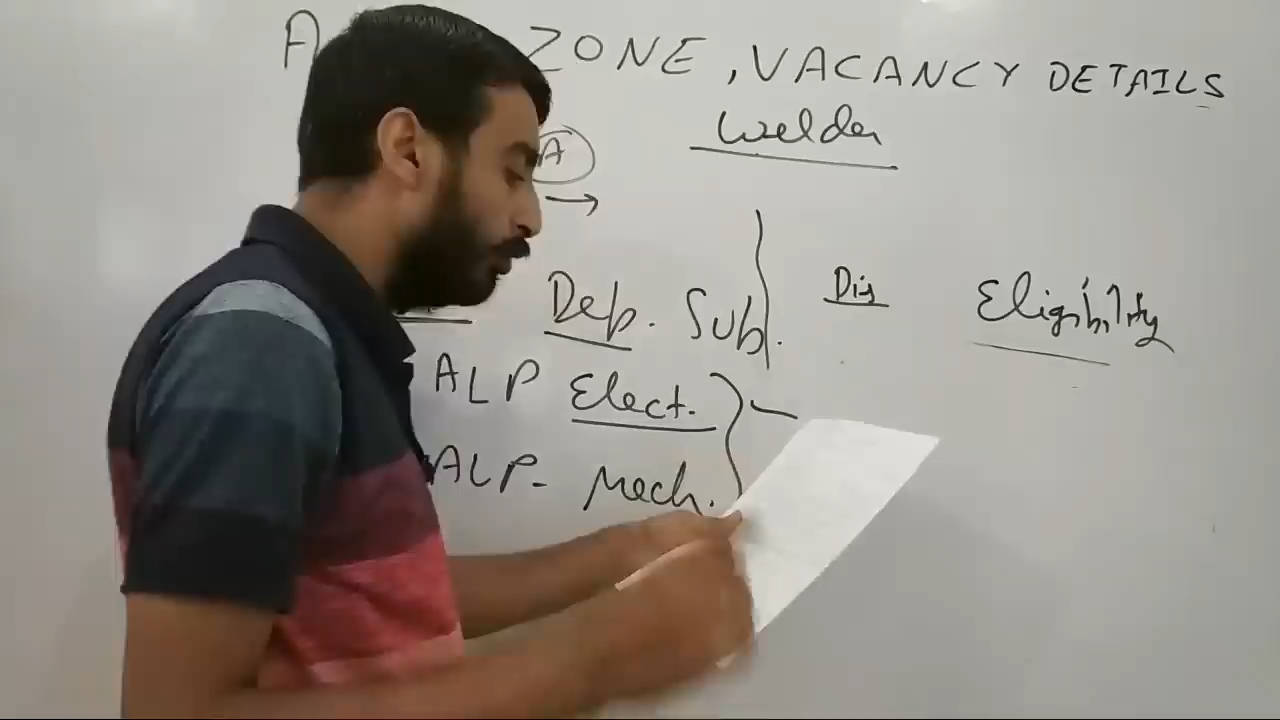 A ZONE , VACANCY DETAILS
Welder
A →
Dep. Sub. Dis Eligibility
ALP Elect.
ALP- Mech.